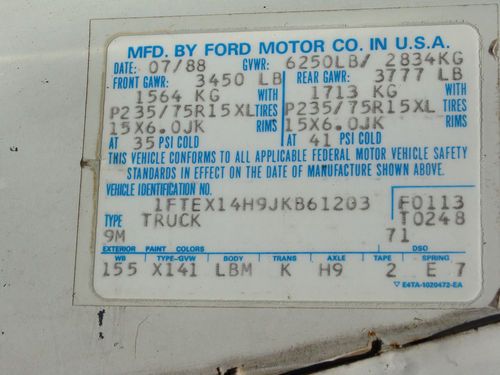 MFD. BY FORD MOTOR CO. IN U.S.A.
DATE: 07/88 GVWR: 6250LB/ 2834KG
FRONT GAWR: 3450 LB REAR GAWR: 3777 LB
1564 KG WITH 1713 KG WITH
P235/75R15XL TIRES P235/75R15XL TIRES
15X6.0JK RIMS 15X6.0JK RIMS
AT 35 PSI COLD AT 41 PSI COLD
THIS VEHICLE CONFORMS TO ALL APPLICABLE FEDERAL MOTOR VEHICLE SAFETY
STANDARDS IN EFFECT ON THE DATE OF MANUFACTURE SHOWN ABOVE.
VEHICLE IDENTIFICATION NO.
1FTEX14H9JKB61203 F0113
TYPE TRUCK T0248
9M 71
EXTERIOR PAINT COLORS DSO
WB TYPE-GVW BODY TRANS AXLE TAPE SPRING
155 X141 LBM K H9 2 E 7
▽ E4TA-1020472-EA